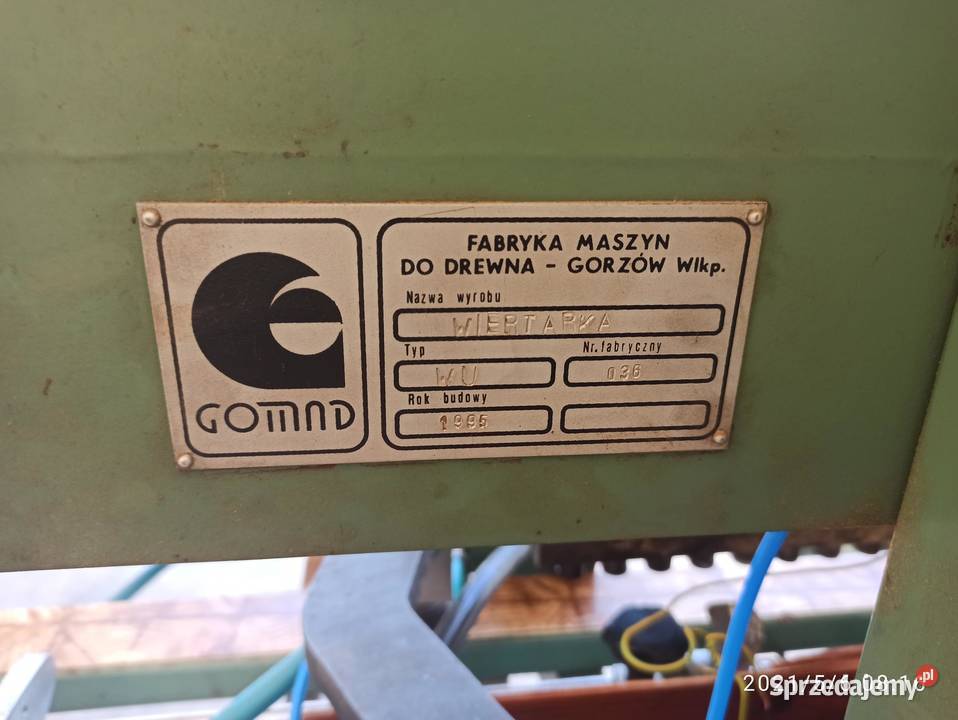 GOMAD
FABRYKA MASZYN
DO DREWNA - GORZÓW Wlkp.
Nazwa wyrobu
WIERTARKA
Typ
WU
Nr. fabryczny
036
Rok budowy
1995
Sprzedajemy.pl